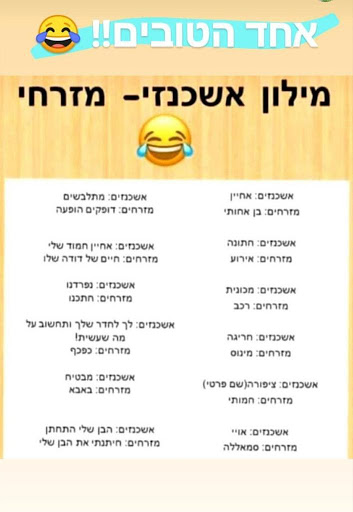 אחד הטובים!! 😂
מילון אשכנזי- מזרחי
😂
אשכנזים: אחיין
מזרחים: בן אחותי
אשכנזים: חתונה
מזרחים: אירוע
אשכנזים: מכונית
מזרחים: רכב
אשכנזים: חריגה
מזרחים: מינוס
אשכנזים: ציפורה(שם פרטי)
מזרחים: חמותי
אשכנזים: אויי
מזרחים: סמאללה
אשכנזים: מתלבשים
מזרחים: דופקים הופעה
אשכנזים: אחיין חמוד שלי
מזרחים: חיים של דודה שלו
אשכנזים: נפרדנו
מזרחים: חתכנו
אשכנזים: לך לחדר שלך ותחשוב על
מה שעשית!
מזרחים: כפכף
אשכנזים: מבטיח
מזרחים: באבא
אשכנזים: הבן שלי התחתן
מזרחים: חיתנתי את הבן שלי